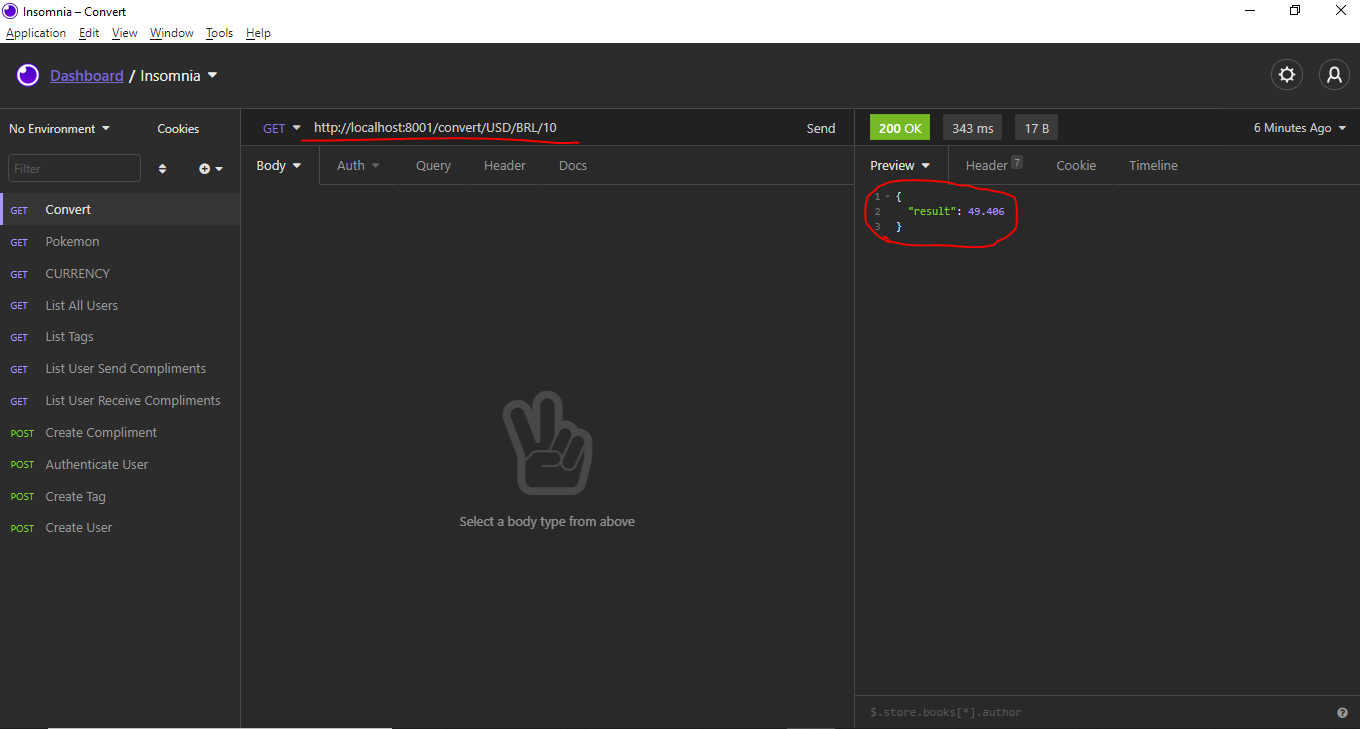 Insomnia – Convert
Application Edit View Window Tools Help
Dashboard / Insomnia
No Environment Cookies
Filter
GET Convert
GET Pokemon
GET CURRENCY
GET List All Users
GET List Tags
GET List User Send Compliments
GET List User Receive Compliments
POST Create Compliment
POST Authenticate User
POST Create Tag
POST Create User
GET http://localhost:8001/convert/USD/BRL/10 Send
Body Auth Query Header Docs
Select a body type from above
200 OK 343 ms 17 B 6 Minutes Ago
Preview Header 7 Cookie Timeline
1 {
2 "result": 49.406
3 }
$.store.books[*].author